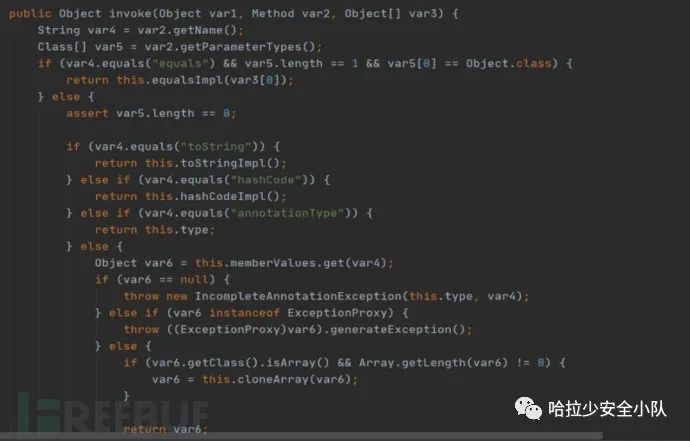 public Object invoke(Object var1, Method var2, Object[] var3) {
String var4 = var2.getName();
Class[] var5 = var2.getParameterTypes();
if (var4.equals("equals") && var5.length == 1 && var5[0] == Object.class) {
return this.equalsImpl(var3[0]);
} else {
assert var5.length == 0;
if (var4.equals("toString")) {
return this.toStringImpl();
} else if (var4.equals("hashCode")) {
return this.hashCodeImpl();
} else if (var4.equals("annotationType")) {
return this.type;
} else {
Object var6 = this.memberValues.get(var4);
if (var6 == null) {
throw new IncompleteAnnotationException(this.type, var4);
} else if (var6 instanceof ExceptionProxy) {
throw ((ExceptionProxy)var6).generateException();
} else {
if (var6.getClass().isArray() && Array.getLength(var6) != 0) {
var6 = this.cloneArray(var6);
}
return var6;
FREEBUF
哈拉少安全小队